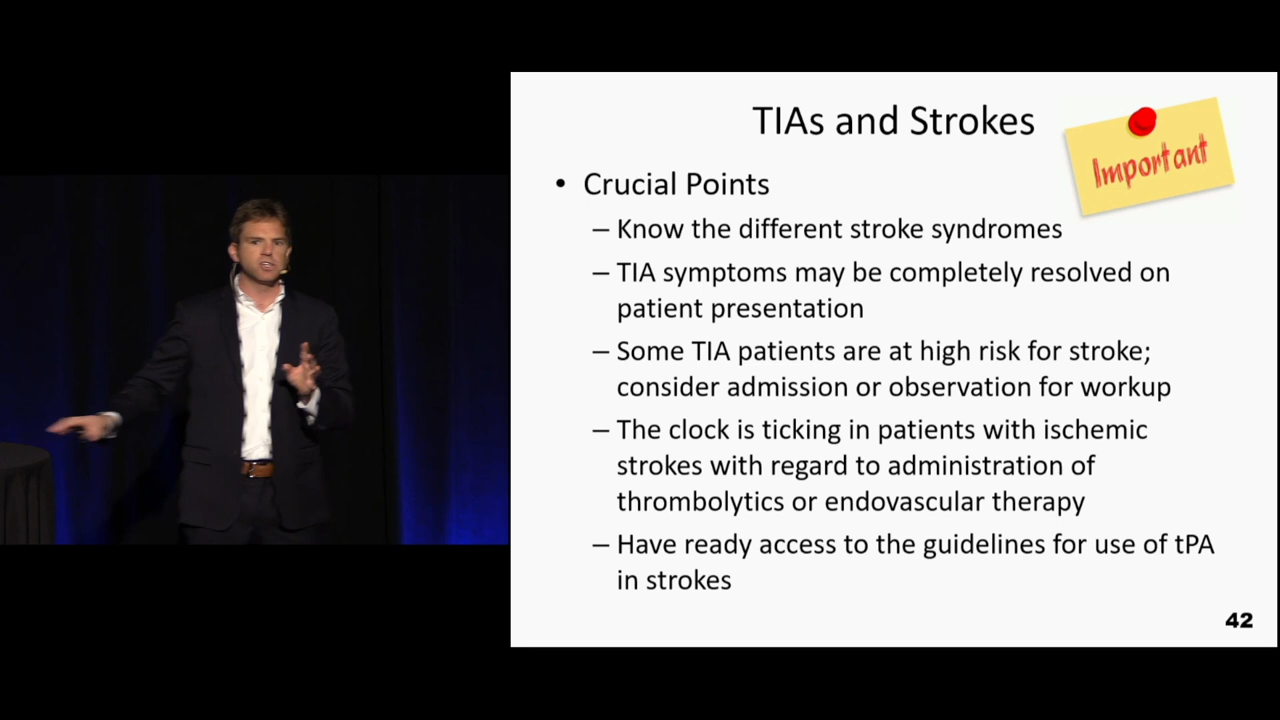 TIAs and Strokes
Important
• Crucial Points
– Know the different stroke syndromes
– TIA symptoms may be completely resolved on
patient presentation
– Some TIA patients are at high risk for stroke;
consider admission or observation for workup
– The clock is ticking in patients with ischemic
strokes with regard to administration of
thrombolytics or endovascular therapy
– Have ready access to the guidelines for use of tPA
in strokes
42